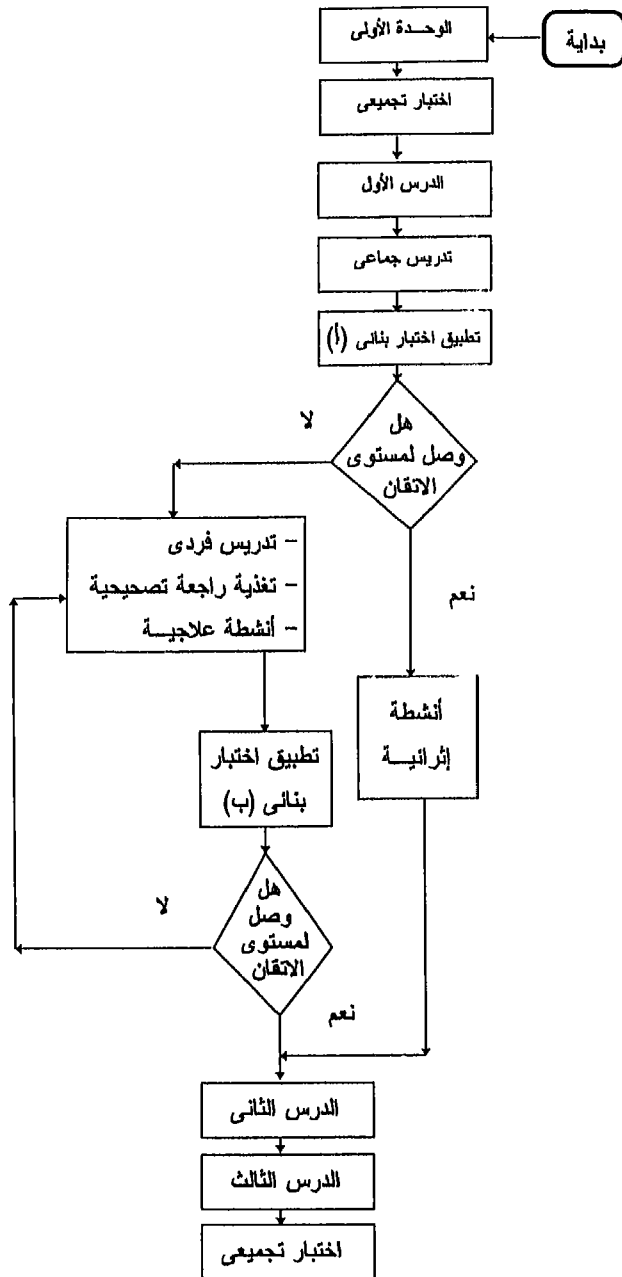 بداية
الوحــدة الأولى
اختبار تجميعى
الدرس الأول
تدريس جماعى
تطبيق اختبار بنائى (أ)
هل
وصل لمستوى
الاتقان
لا
نعم
– تدريس فردى
– تغذية راجعة تصحيحية
– أنشطة علاجيــة
أنشطة
إثرائيــة
تطبيق اختبار
بنائى (ب)
هل
وصل
لمستوى
الاتقان
لا
نعم
الدرس الثانى
الدرس الثالث
اختبار تجميعى